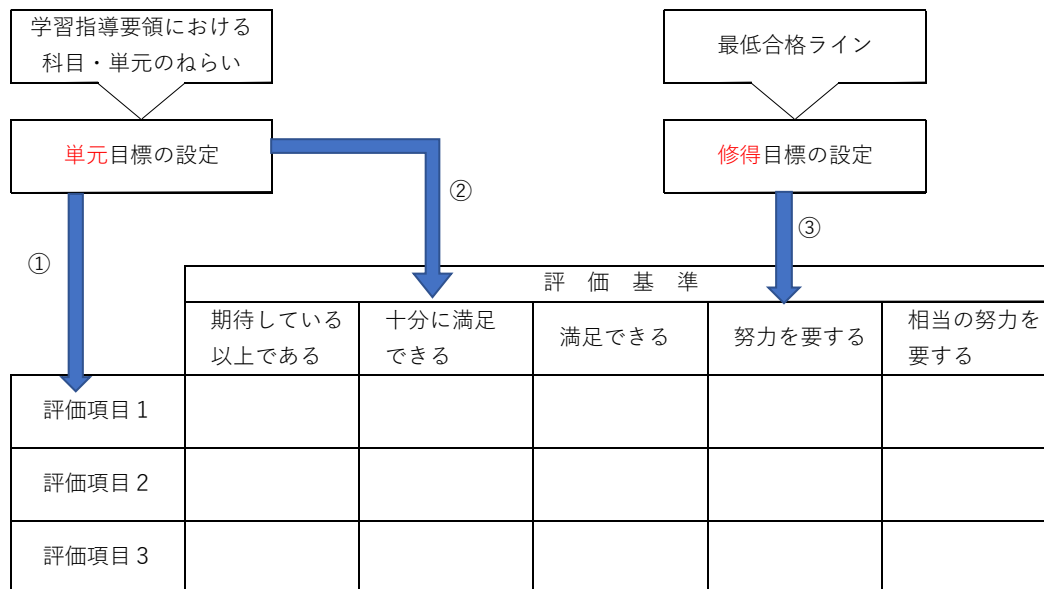 学習指導要領における
科目・単元のねらい
最低合格ライン
単元目標の設定
修得目標の設定
②
③
①
評 価 基 準
期待している
以上である
十分に満足
できる
満足できる
努力を要する
相当の努力を
要する
評価項目1
評価項目2
評価項目3